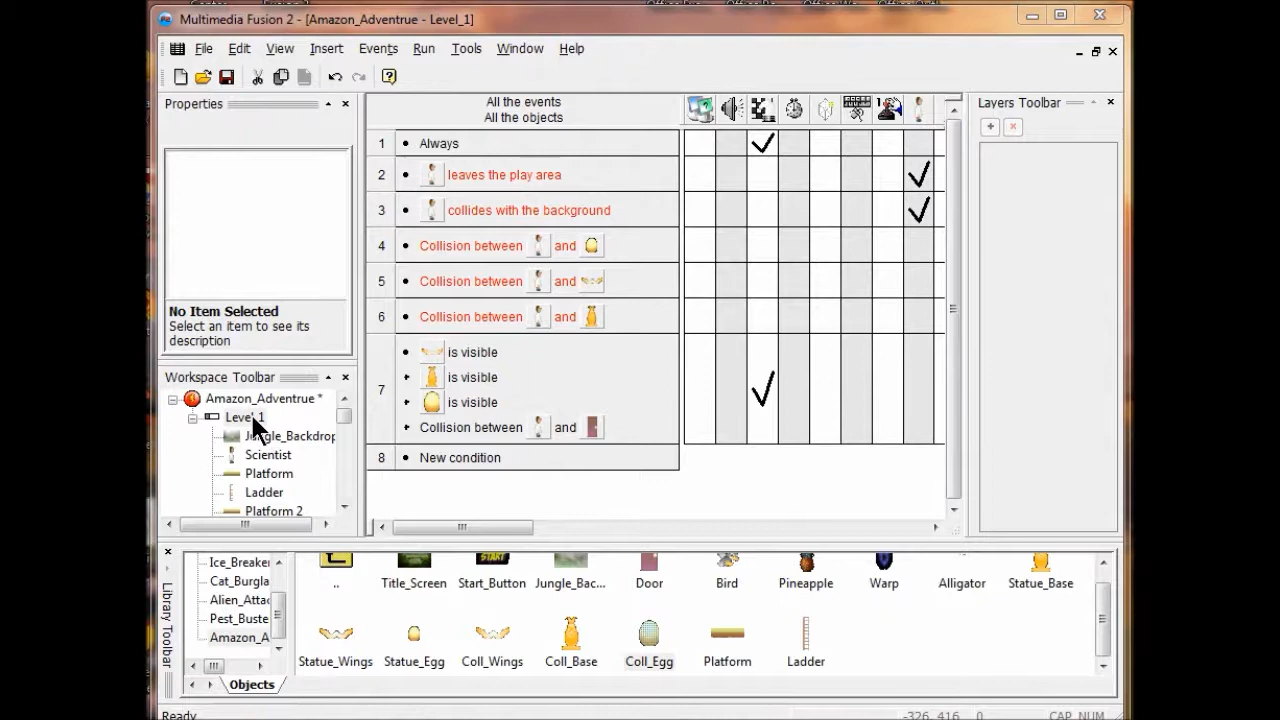 Multimedia Fusion 2 - [Amazon_Adventrue - Level_1]
File Edit View Insert Events Run Tools Window Help
Properties
No Item Selected
Select an item to see its
description
Workspace Toolbar
Amazon_Adventrue *
Level 1
Jungle_Backdrop
Scientist
Platform
Ladder
Platform 2
All the events
All the objects
1 • Always
2 • leaves the play area
3 • collides with the background
4 • Collision between and
5 • Collision between and
6 • Collision between and
7 • is visible
+ is visible
+ is visible
+ Collision between and
8 • New condition
Layers Toolbar
Library Toolbar
Ice_Breaker
Cat_Burgla
Alien_Attac
Pest_Buste
Amazon_A
.. Title_Screen Start_Button Jungle_Bac... Door Bird Pineapple Warp Alligator Statue_Base
Statue_Wings Statue_Egg Coll_Wings Coll_Base Coll_Egg Platform Ladder
Objects
Ready
-326, 416 0 CAP NUM